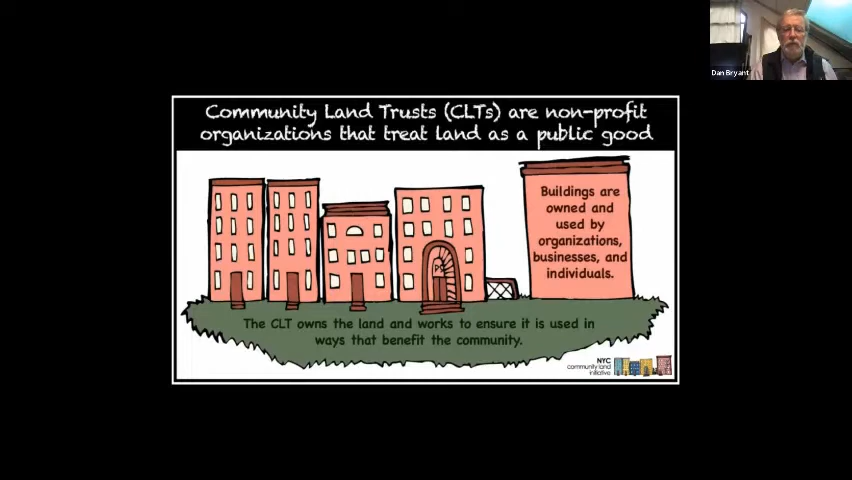 Dan Bryant
Community Land Trusts (CLTs) are non-profit
organizations that treat land as a public good
Buildings are
owned and
used by
organizations,
businesses, and
individuals.
The CLT owns the land and works to ensure it is used in
ways that benefit the community.
NYC
community land
initiative